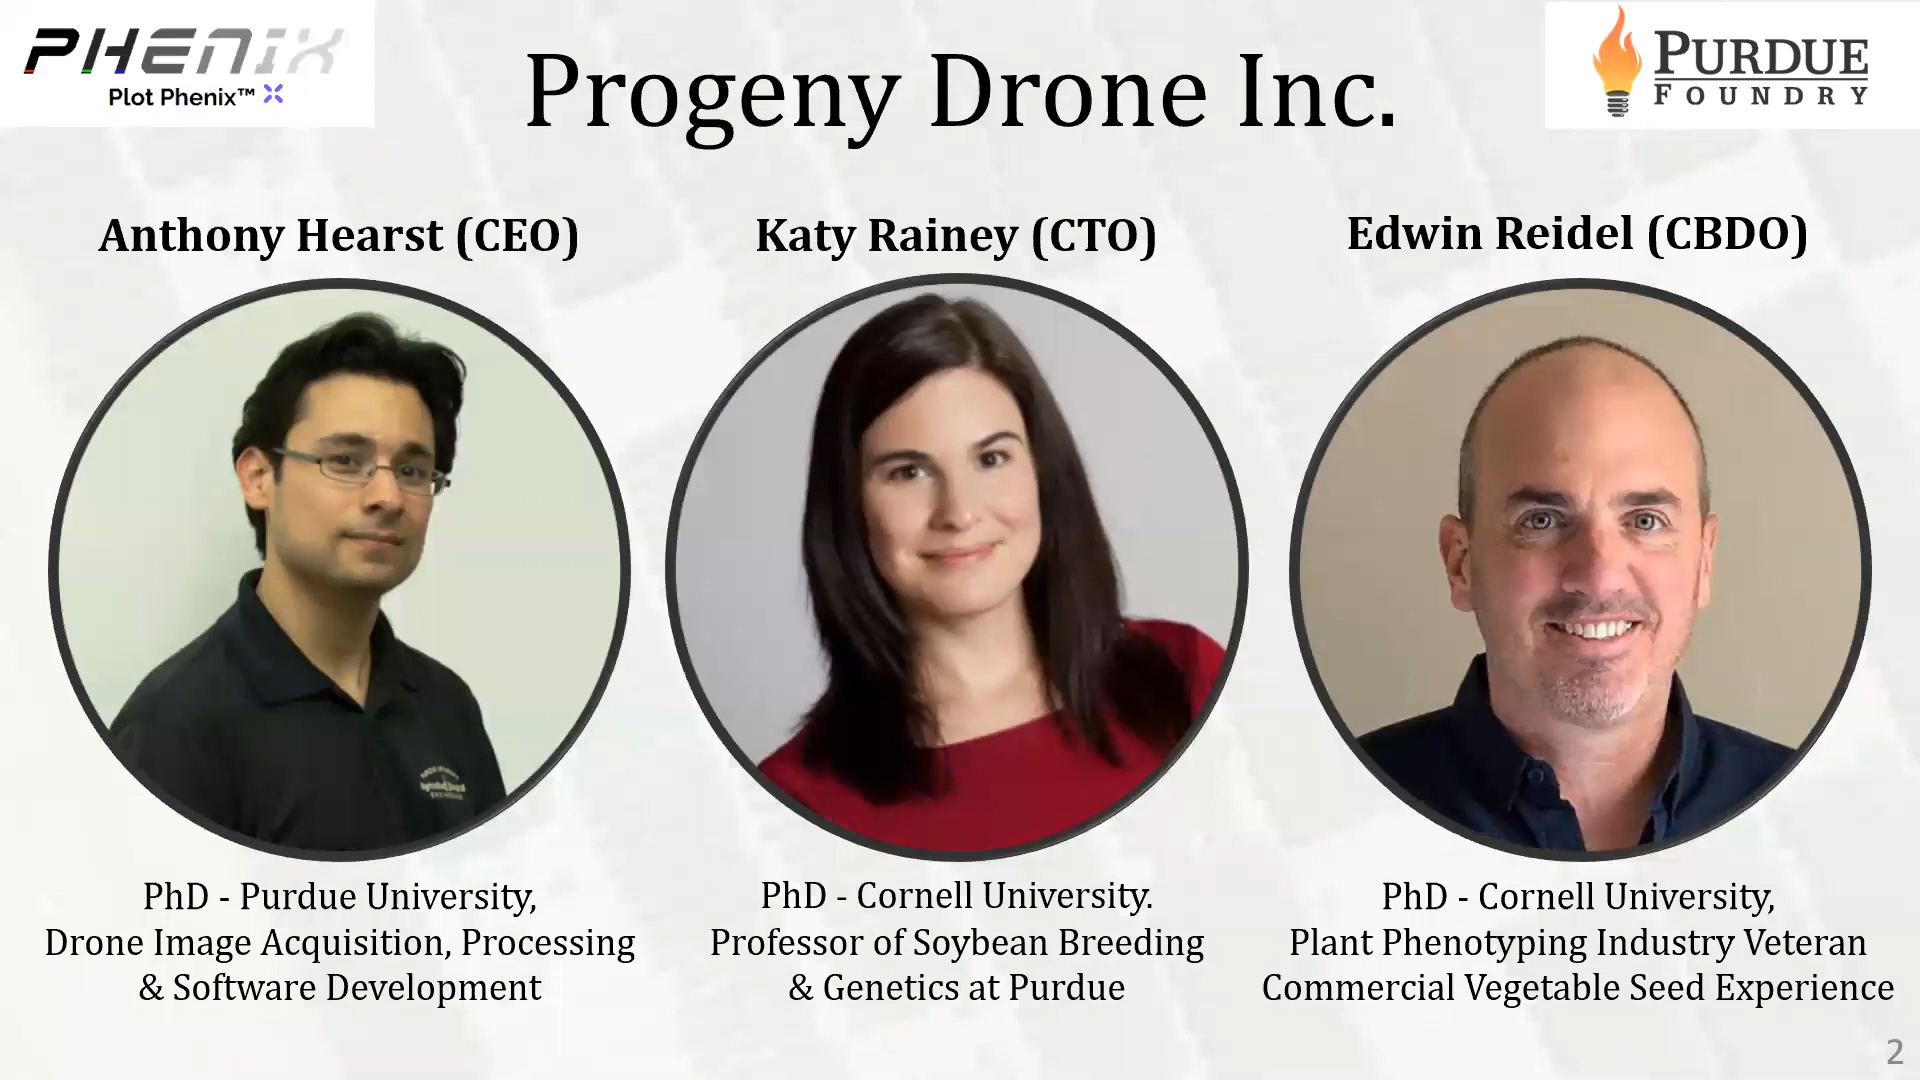 PHENIX
Plot Phenix™
Progeny Drone Inc.
PURDUE
FOUNDRY
Anthony Hearst (CEO)
Katy Rainey (CTO)
Edwin Reidel (CBDO)
PhD - Purdue University,
Drone Image Acquisition, Processing
& Software Development
PhD - Cornell University.
Professor of Soybean Breeding
& Genetics at Purdue
PhD - Cornell University,
Plant Phenotyping Industry Veteran
Commercial Vegetable Seed Experience
2